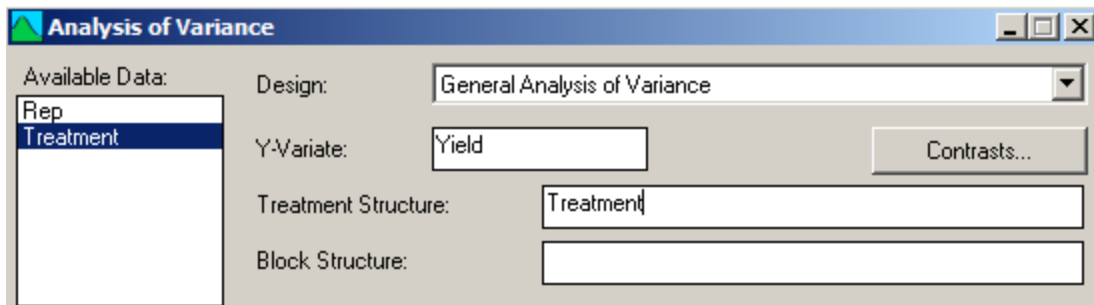 Analysis of Variance
Available Data:
Rep
Treatment
Design:
General Analysis of Variance
Y-Variate:
Yield
Contrasts...
Treatment Structure:
Treatment
Block Structure: